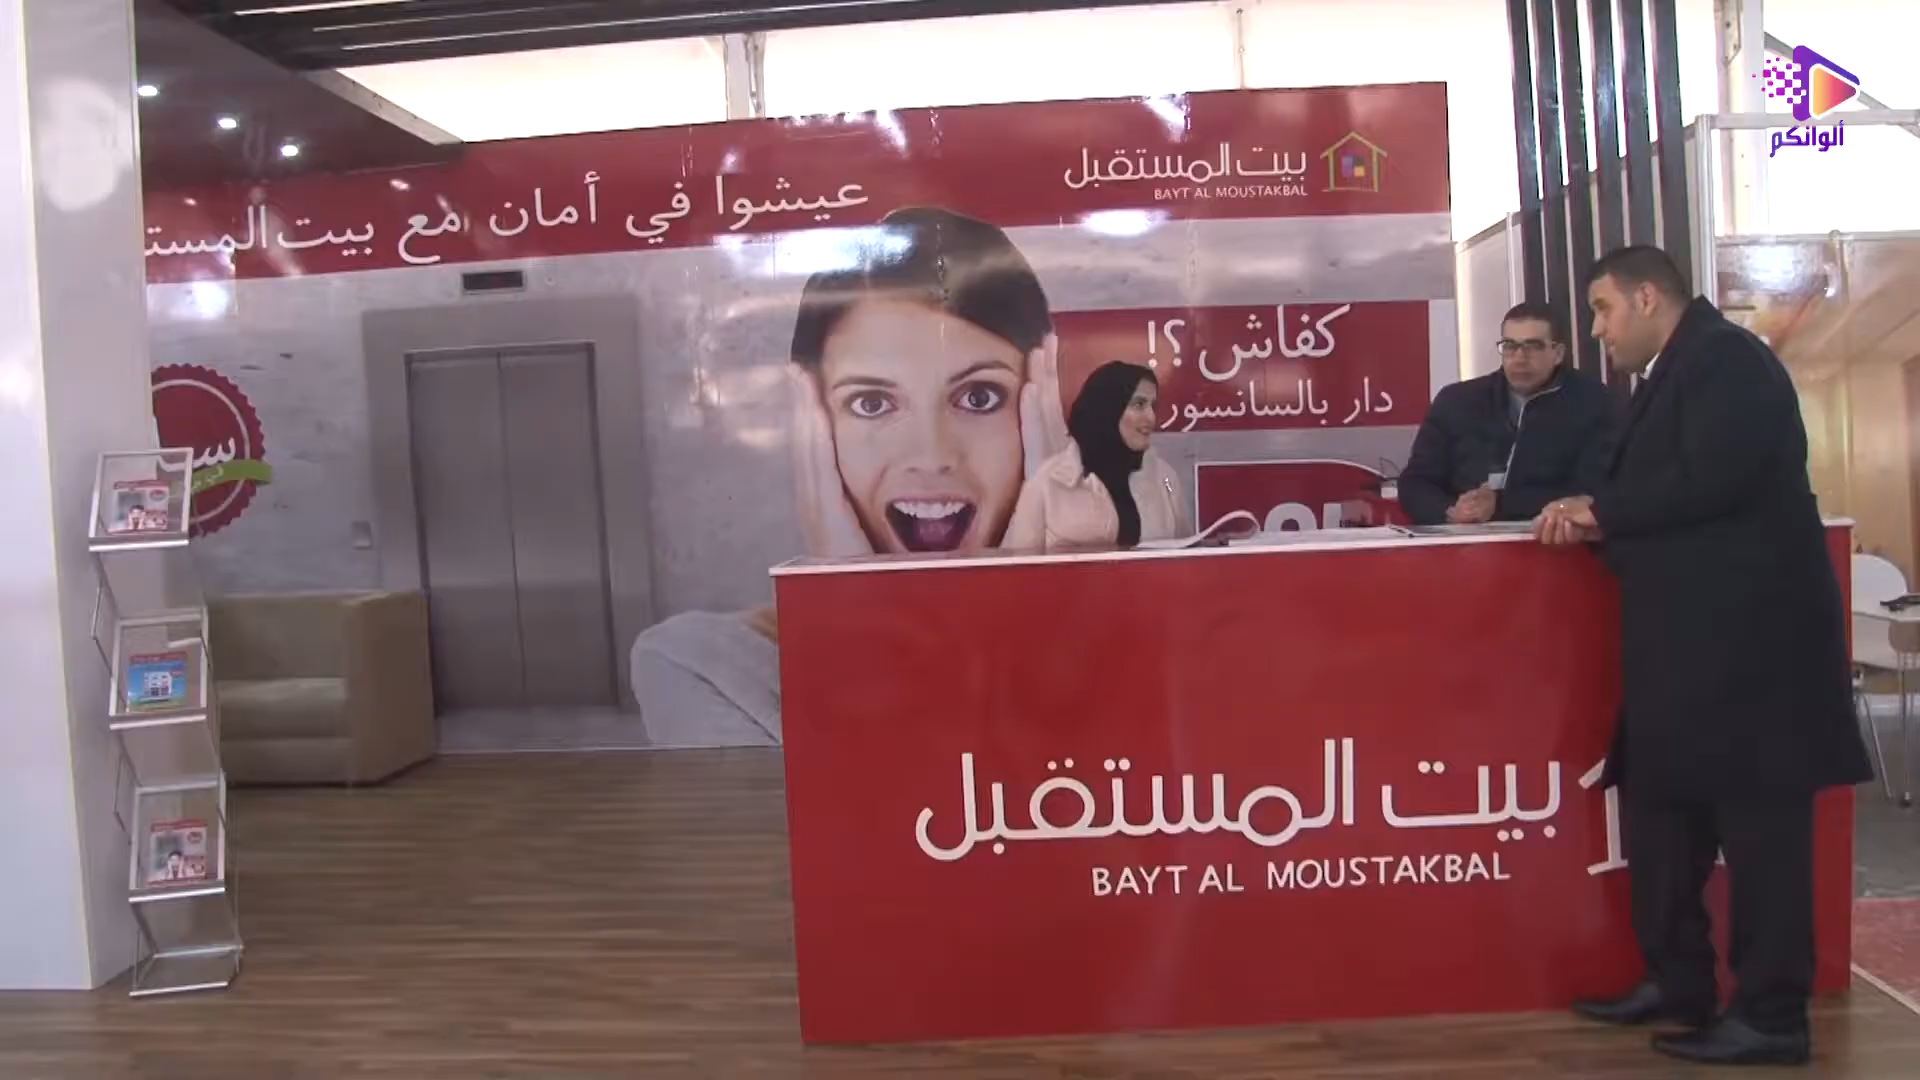 ألوانكم
بيت المستقبل
BAYT AL MOUSTAKBAL
عيشوا في أمان مع بيت
كفاش ؟!
دار بالسانسور
بيت المستقبل
BAYT AL MOUSTAKBAL